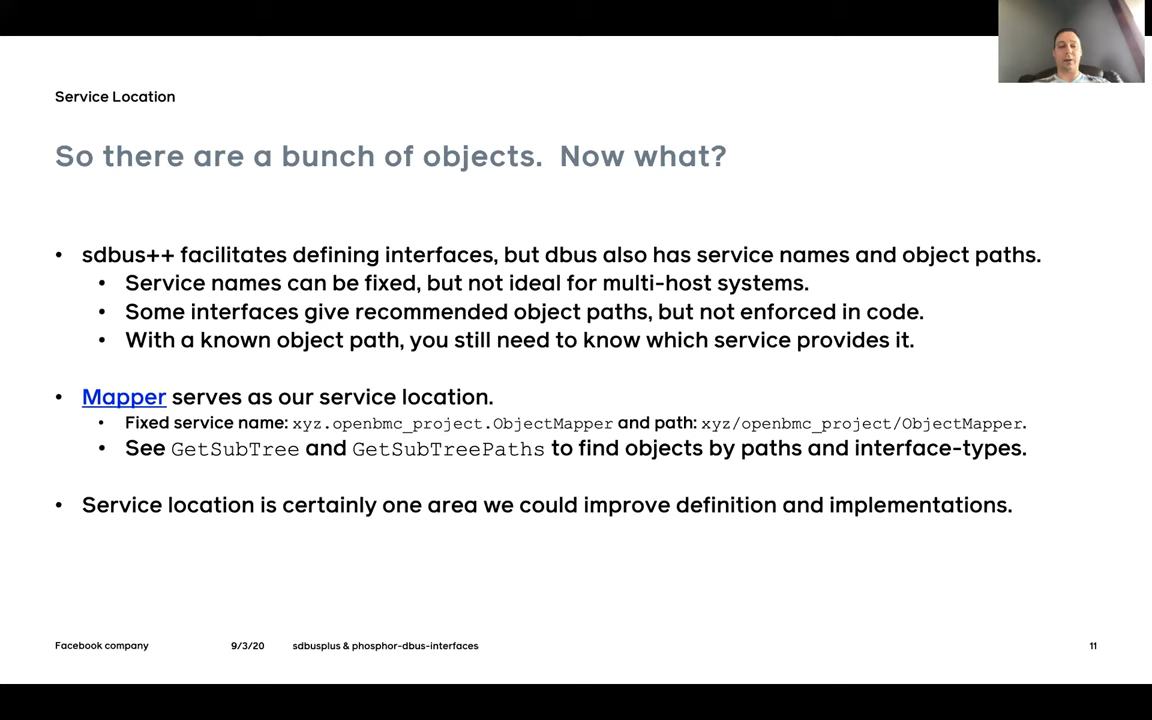 Service Location
So there are a bunch of objects. Now what?
• sdbus++ facilitates defining interfaces, but dbus also has service names and object paths.
• Service names can be fixed, but not ideal for multi-host systems.
• Some interfaces give recommended object paths, but not enforced in code.
• With a known object path, you still need to know which service provides it.
• Mapper serves as our service location.
• Fixed service name: xyz.openbmc_project.ObjectMapper and path: xyz/openbmc_project/ObjectMapper.
• See GetSubTree and GetSubTreePaths to find objects by paths and interface-types.
• Service location is certainly one area we could improve definition and implementations.
Facebook company 9/3/20 sdbusplus & phosphor-dbus-interfaces 11